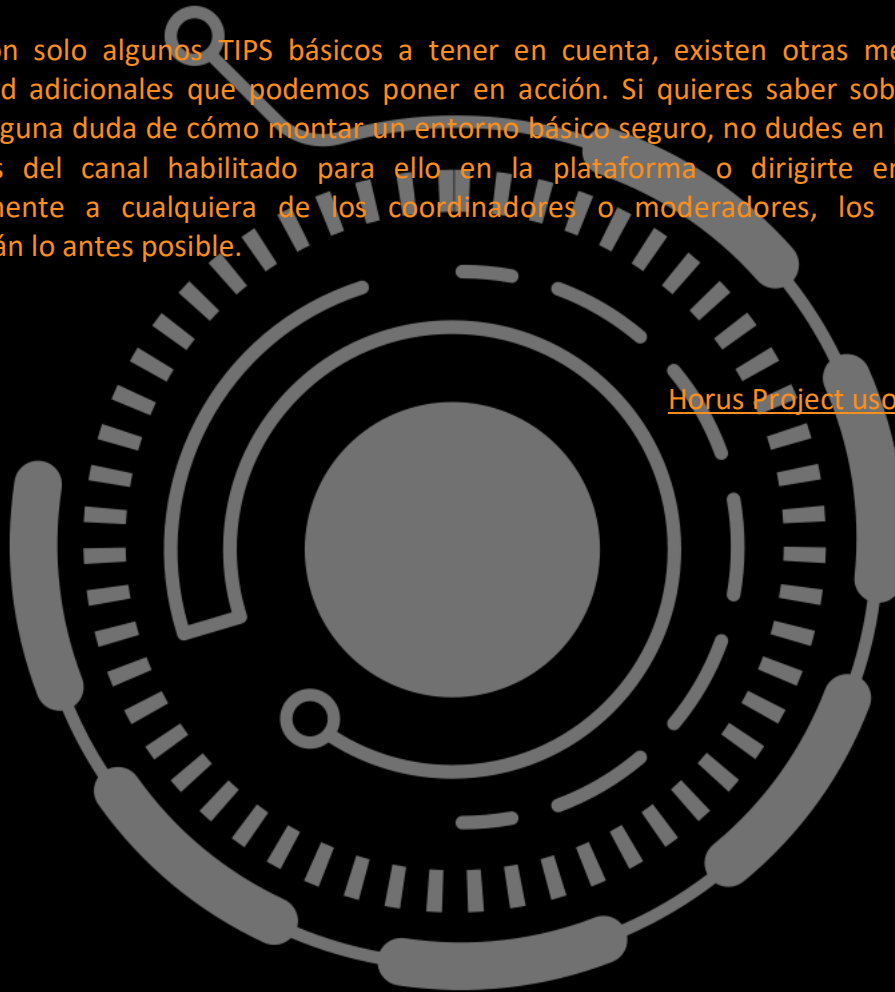 n solo algunos TIPS básicos a tener en cuenta, existen otras me
d adicionales que podemos poner en acción. Si quieres saber sob
guna duda de cómo montar un entorno básico seguro, no dudes en
s del canal habilitado para ello en la plataforma o dirigirte en
nente a cualquiera de los coordinadores o moderadores, los
án lo antes posible.
Horus Project uso